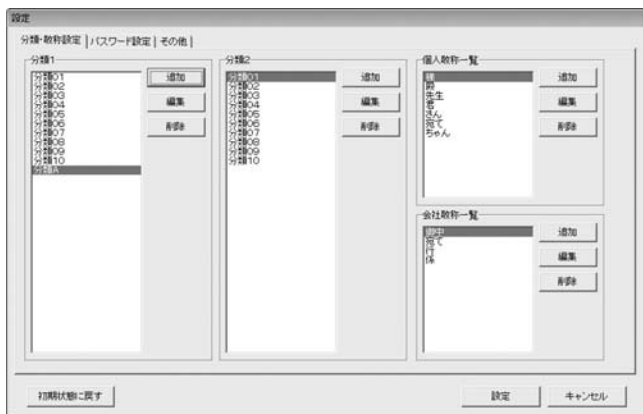 設定
分類・敬称設定 パスワード設定 その他
分類1
分類01
分類02
分類03
分類04
分類05
分類06
分類07
分類08
分類09
分類10
分類A
追加
編集
削除
分類2
分類01
分類02
分類03
分類04
分類05
分類06
分類07
分類08
分類09
分類10
追加
編集
削除
個人敬称一覧
様
殿
先生
君
さん
宛て
ちゃん
追加
編集
削除
会社敬称一覧
御中
宛て
行
係
追加
編集
削除
初期状態に戻す
設定
キャンセル